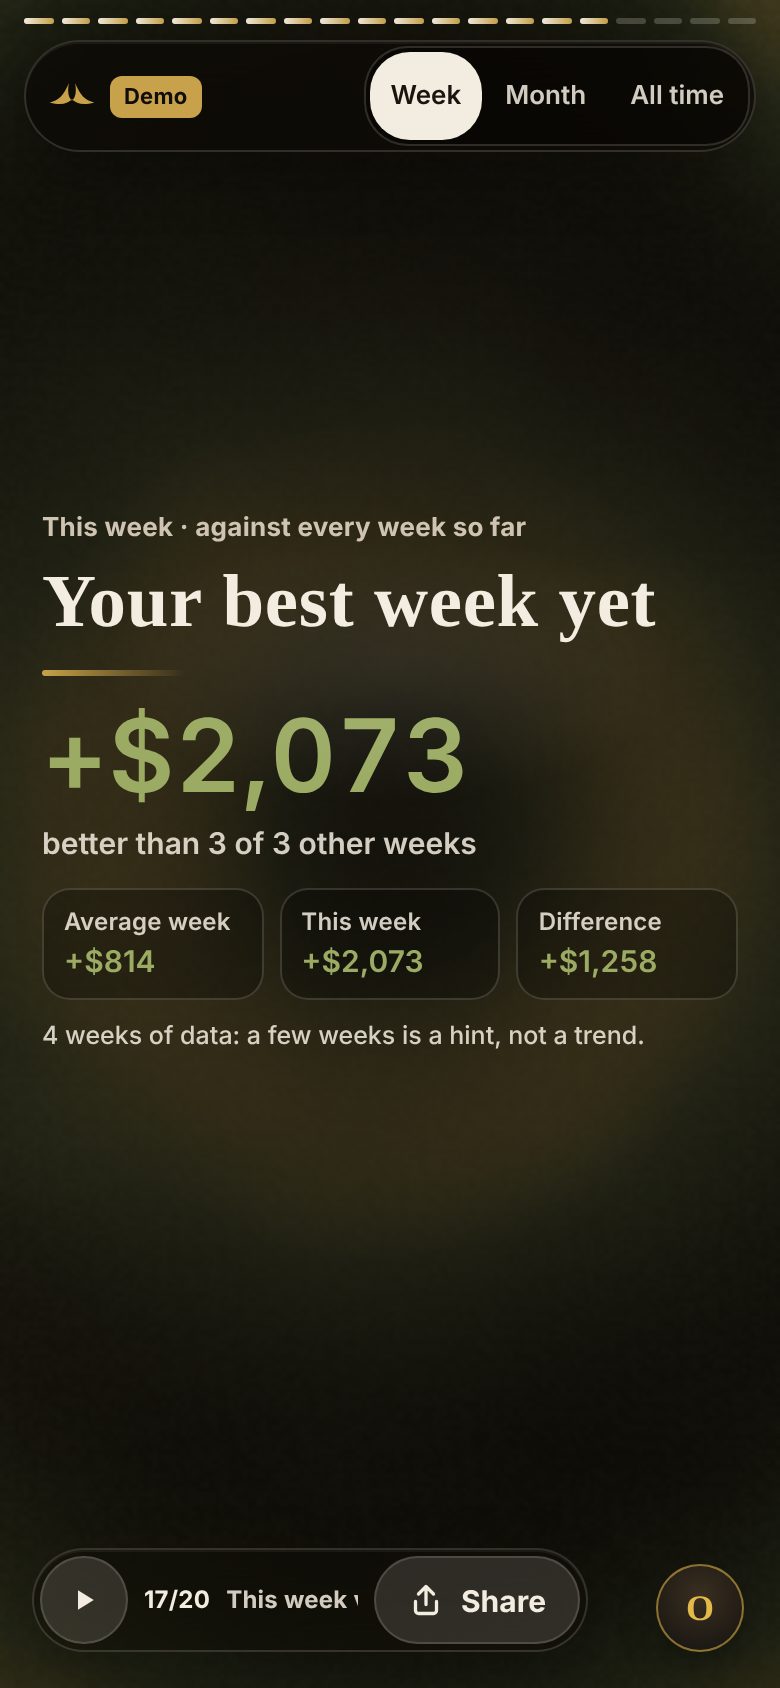 Demo
Week
Month
All time
This week · against every week so far
Your best week yet
+$2,073
better than 3 of 3 other weeks
Average week
+$814
This week
+$2,073
Difference
+$1,258
4 weeks of data: a few weeks is a hint, not a trend.
17/20 This week
Share
O